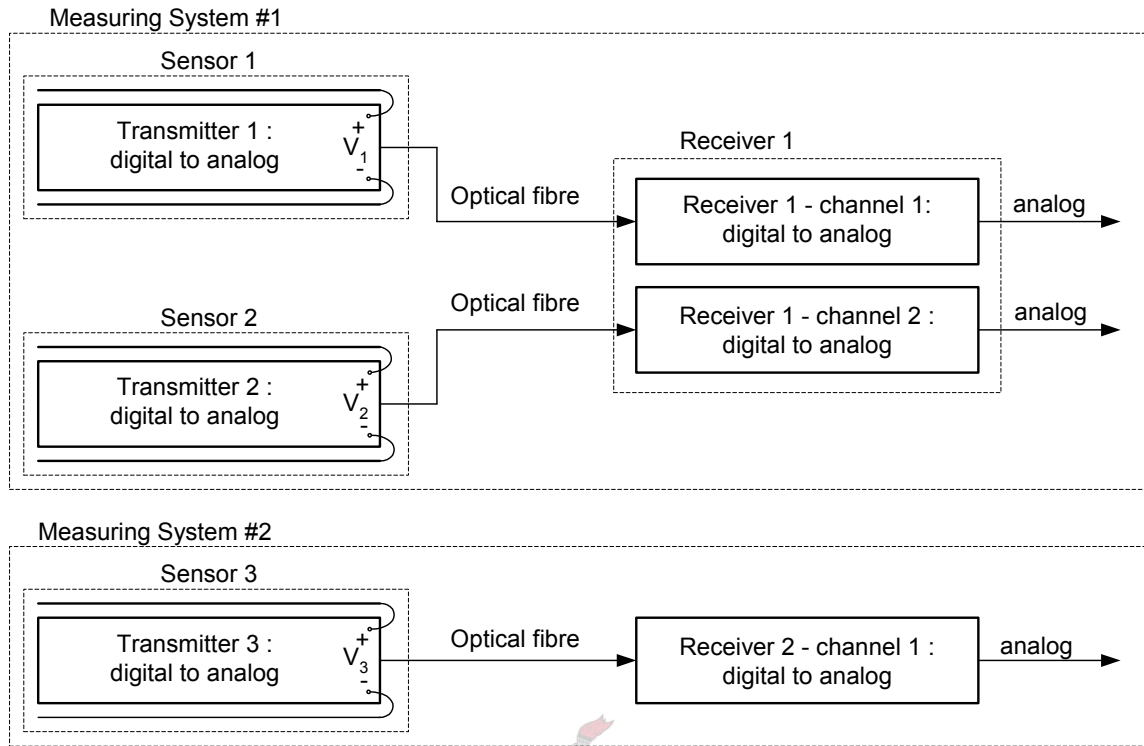 Measuring System #1
Sensor 1
Transmitter 1 :
digital to analog
+
V1
-
Optical fibre
Receiver 1
Receiver 1 - channel 1:
digital to analog
analog
Sensor 2
Transmitter 2 :
digital to analog
+
V2
-
Optical fibre
Receiver 1 - channel 2 :
digital to analog
analog
Measuring System #2
Sensor 3
Transmitter 3 :
digital to analog
+
V3
-
Optical fibre
Receiver 2 - channel 1 :
digital to analog
analog